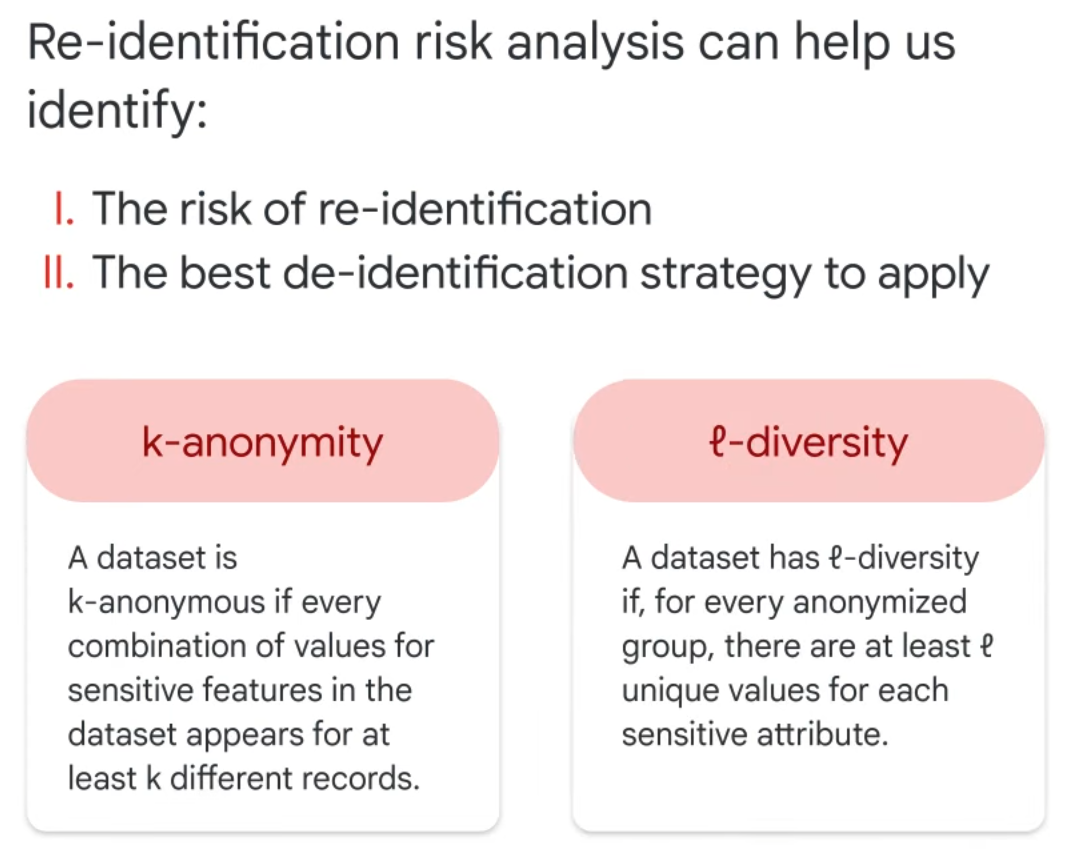 Re-identification risk analysis can help us
identify:
I. The risk of re-identification
II. The best de-identification strategy to apply
k-anonymity
A dataset is
k-anonymous if every
combination of values for
sensitive features in the
dataset appears for at
least k different records.
ℓ-diversity
A dataset has ℓ-diversity
if, for every anonymized
group, there are at least ℓ
unique values for each
sensitive attribute.